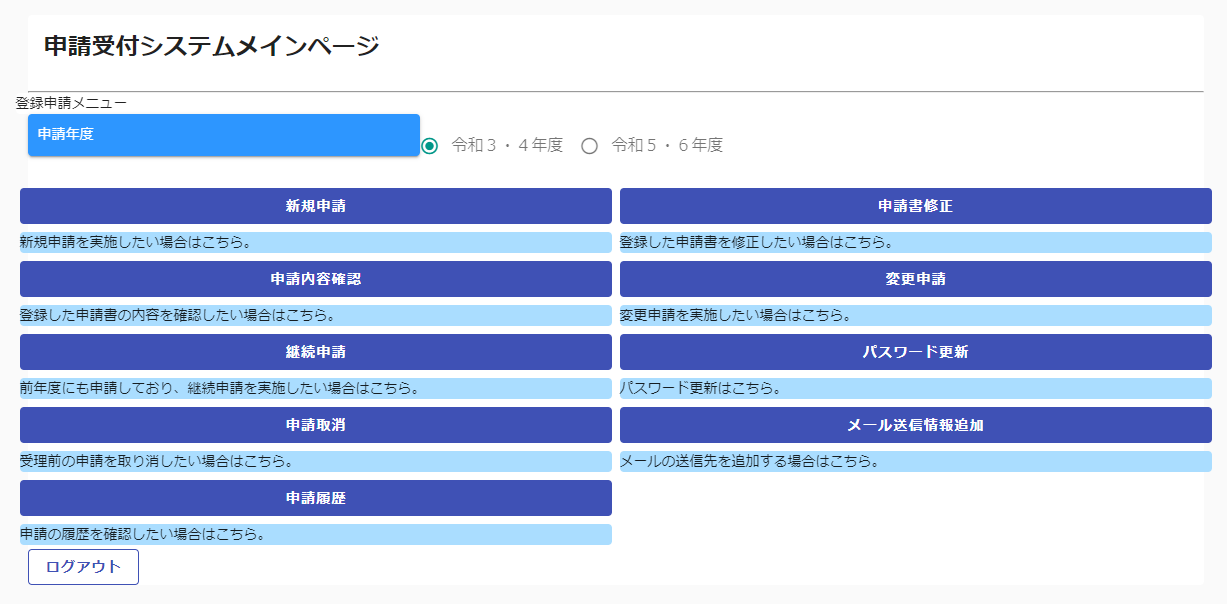 申請受付システムメインページ
登録申請メニュー
申請年度
令和３・４年度
令和５・６年度
新規申請
申請書修正
新規申請を実施したい場合はこちら。
登録した申請書を修正したい場合はこちら。
申請内容確認
変更申請
登録した申請書の内容を確認したい場合はこちら。
変更申請を実施したい場合はこちら。
継続申請
パスワード更新
前年度にも申請しており、継続申請を実施したい場合はこちら。
パスワード更新はこちら。
申請取消
メール送信情報追加
受理前の申請を取り消したい場合はこちら。
メールの送信先を追加する場合はこちら。
申請履歴
申請の履歴を確認したい場合はこちら。
ログアウト